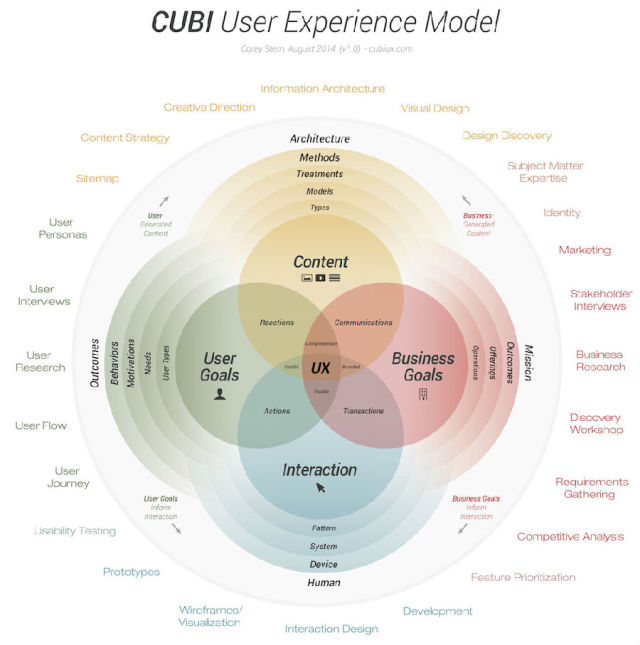 CUBI User Experience Model
Corey Stein, August 2014 (v1.0) - cubiux.com
Information Architecture
Creative Direction
Visual Design
Content Strategy
Design Discovery
Sitemap
Subject Matter
Expertise
Identity
User
Personas
Marketing
User
Interviews
Stakeholder
Interviews
User
Research
Business
Research
User Flow
Discovery
Workshop
User
Journey
Requirements
Gathering
Usability Testing
Competitive Analysis
Prototypes
Feature Prioritization
Wireframes/
Visualization
Development
Interaction Design
Architecture
Methods
Treatments
Models
Types
Content
User
Generated
Content
Business
Generated
Content
Reactions
Communications
Comprehensive
Outcomes
Behaviors
Motivations
Needs
User Types
User
Goals
Useful
UX
Branded
Usable
Business
Goals
Operations
Offerings
Outcomes
Mission
Actions
Transactions
Interaction
User Goals
Inform
Interaction
Business Goals
Inform
Interaction
Pattern
System
Device
Human